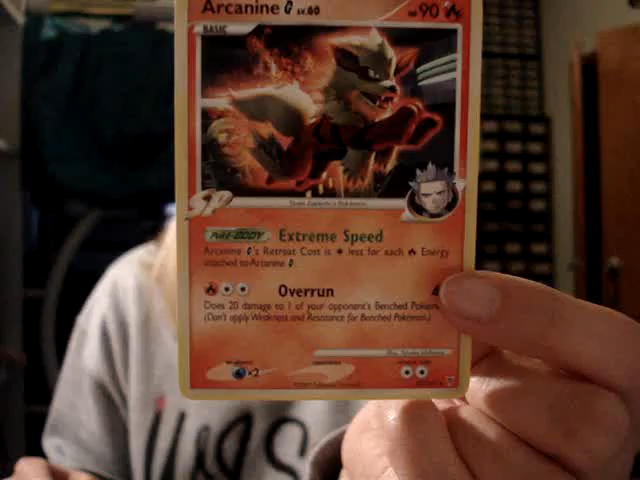 Arcanine G LV.60 HP 90
BASIC
Team Galactic's Pokémon
SP
POKé-BODY Extreme Speed
Arcanine G's Retreat Cost is less for each Energy
attached to Arcanine G.
Overrun
Does 20 damage to 1 of your opponent's Benched
(Don't apply Weakness and Resistance for Benched Pokémon.)
×2